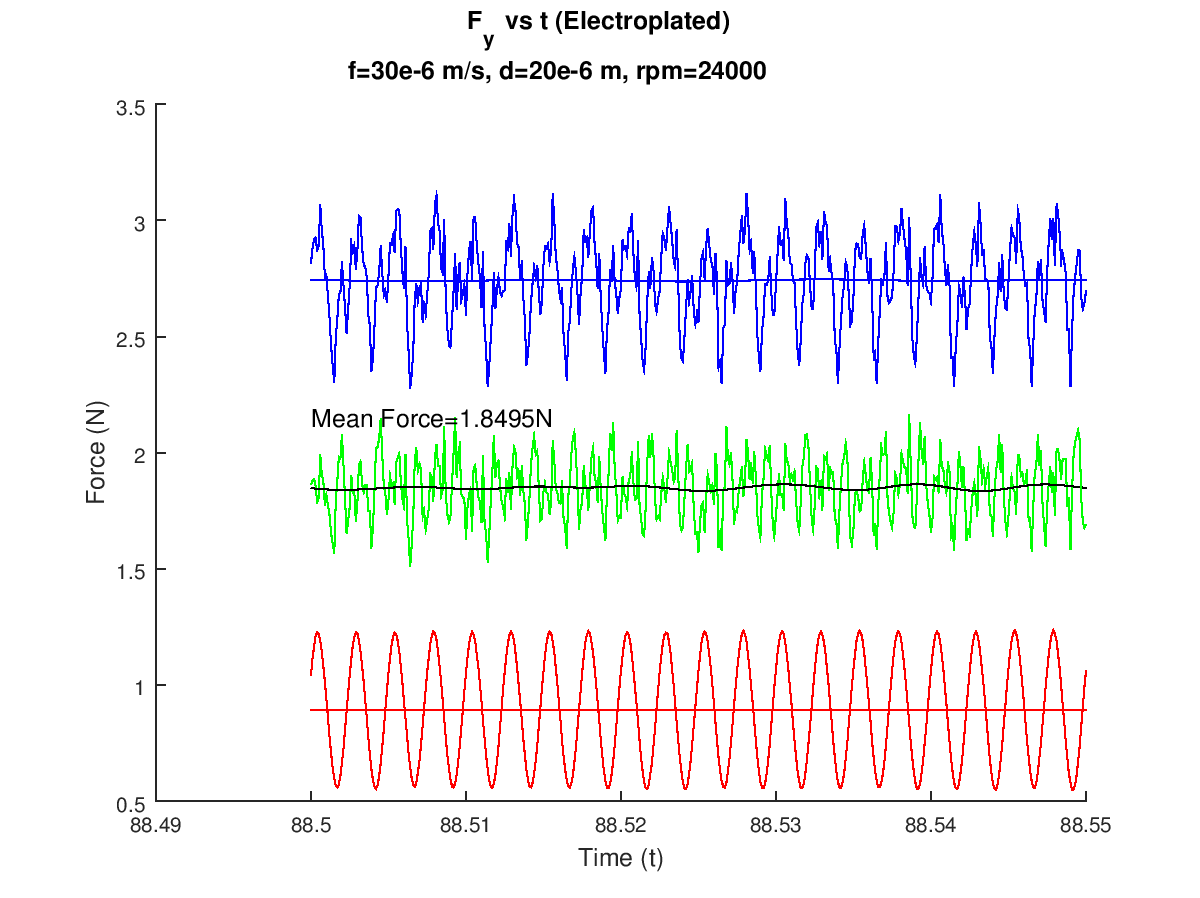 F_y vs t (Electroplated)
f=30e-6 m/s, d=20e-6 m, rpm=24000
3.5
3
2.5
2
1.5
1
0.5
Force (N)
Mean Force=1.8495N
88.49 88.5 88.51 88.52 88.53 88.54 88.55
Time (t)